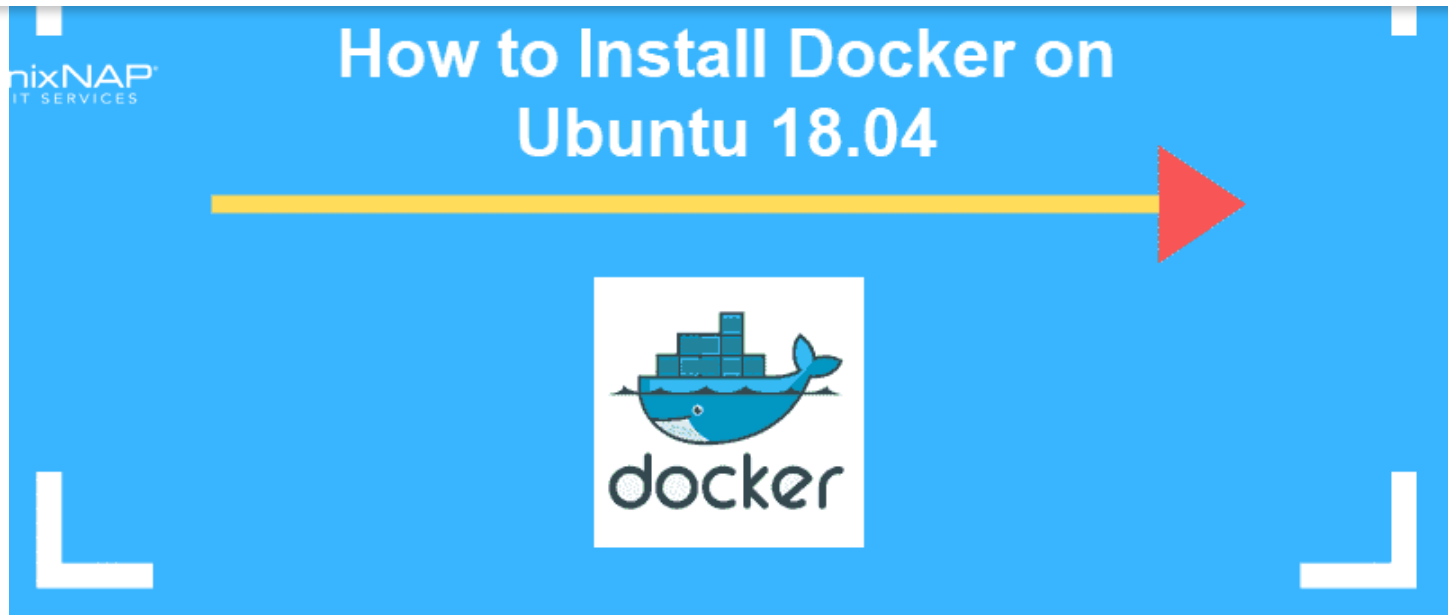 How to Install Docker on
Ubuntu 18.04
nixNAP
IT SERVICES
docker